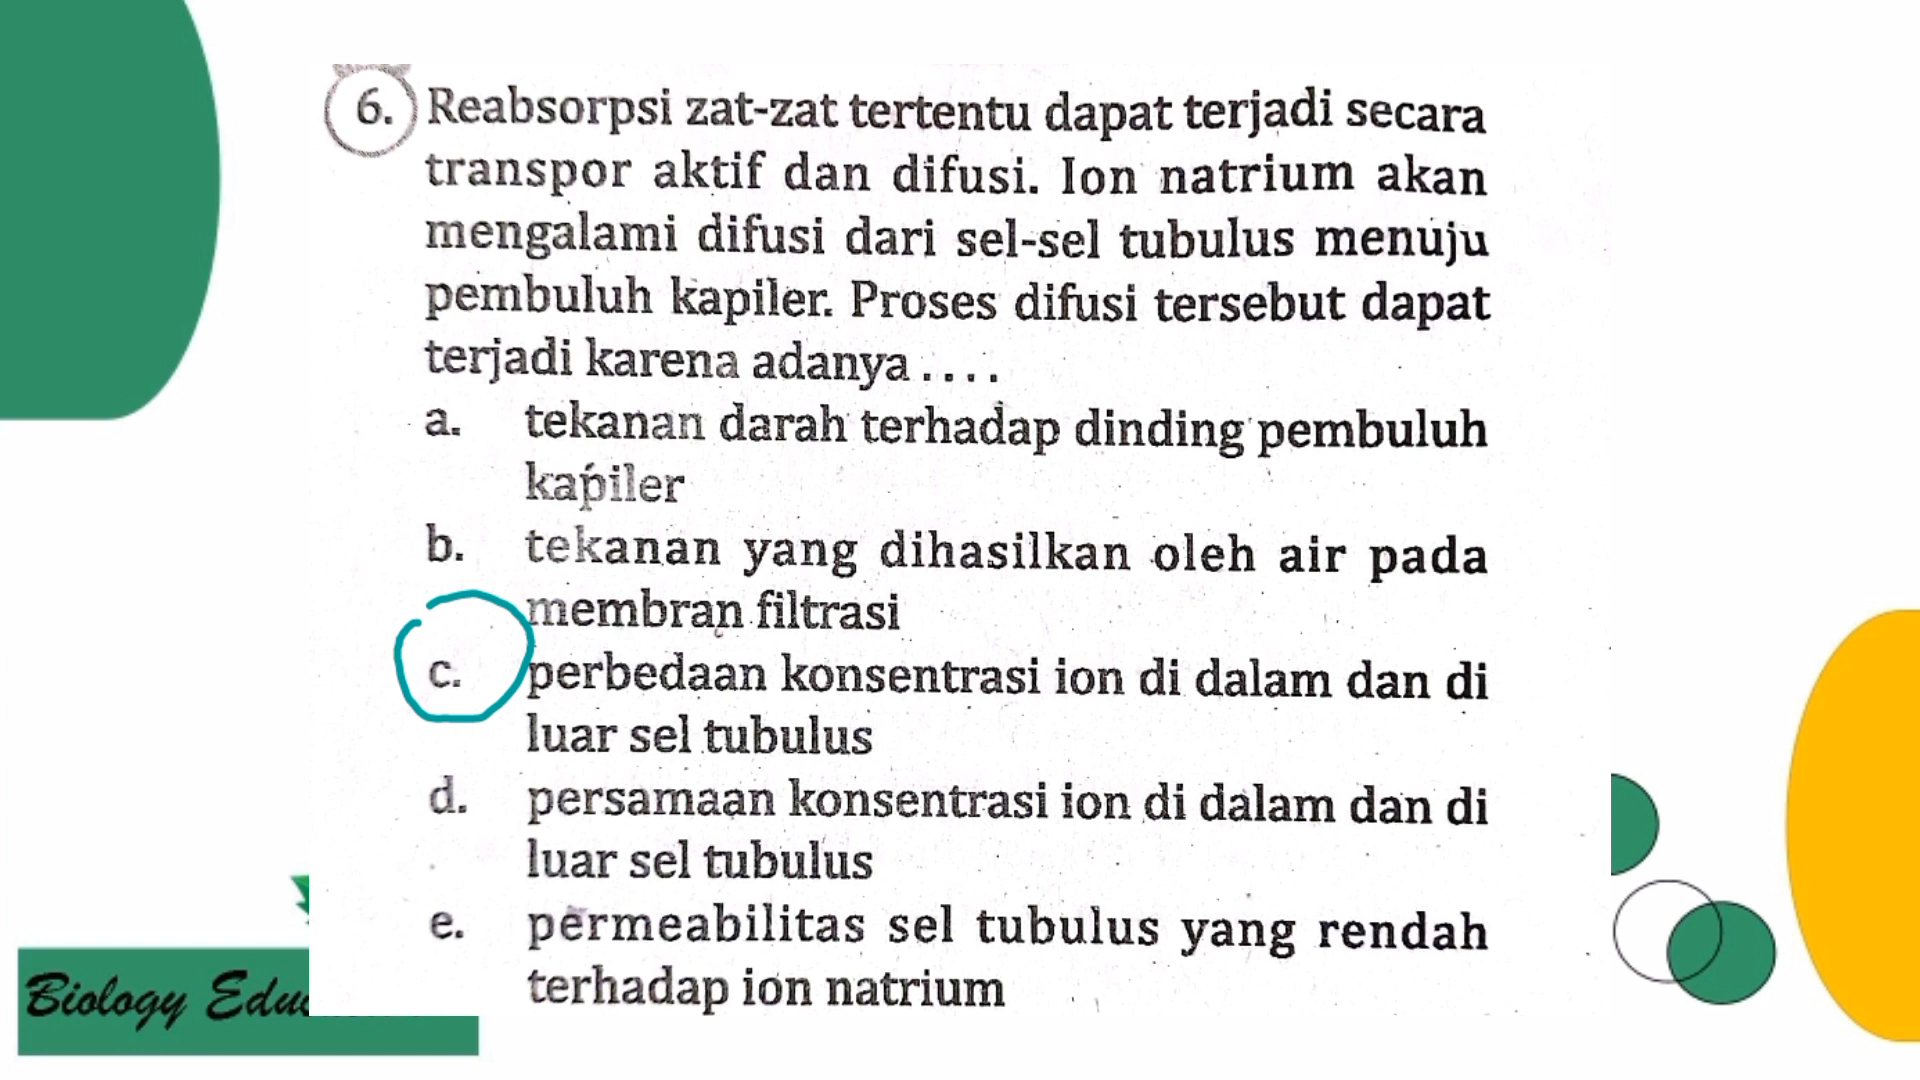 6. Reabsorpsi zat-zat tertentu dapat terjadi secara
transpor aktif dan difusi. Ion natrium akan
mengalami difusi dari sel-sel tubulus menuju
pembuluh kapiler. Proses difusi tersebut dapat
terjadi karena adanya . . . .
a. tekanan darah terhadap dinding pembuluh
kapiler
b. tekanan yang dihasilkan oleh air pada
membran filtrasi
c. perbedaan konsentrasi ion di dalam dan di
luar sel tubulus
d. persamaan konsentrasi ion di dalam dan di
luar sel tubulus
e. permeabilitas sel tubulus yang rendah
terhadap ion natrium
Biology